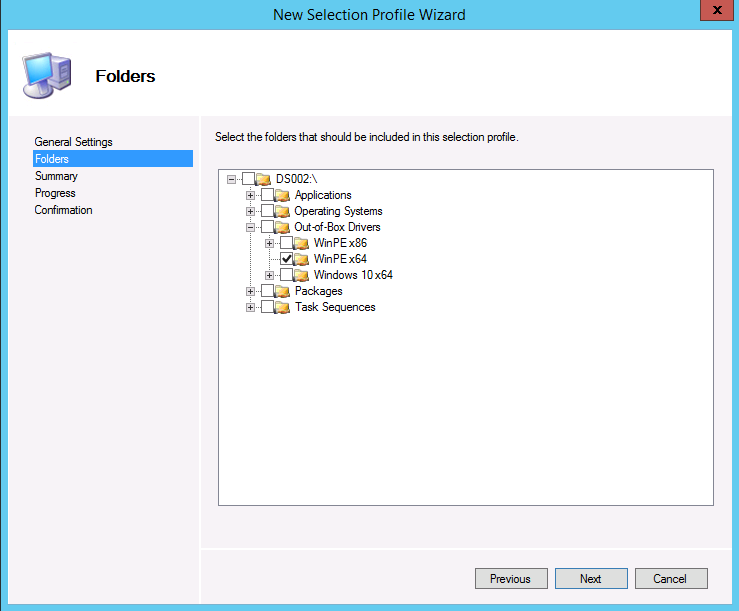 New Selection Profile Wizard
x
Folders
General Settings
Folders
Summary
Progress
Confirmation
Select the folders that should be included in this selection profile.
DS002:\
Applications
Operating Systems
Out-of-Box Drivers
WinPE x86
WinPE x64
Windows 10 x64
Packages
Task Sequences
Previous
Next
Cancel